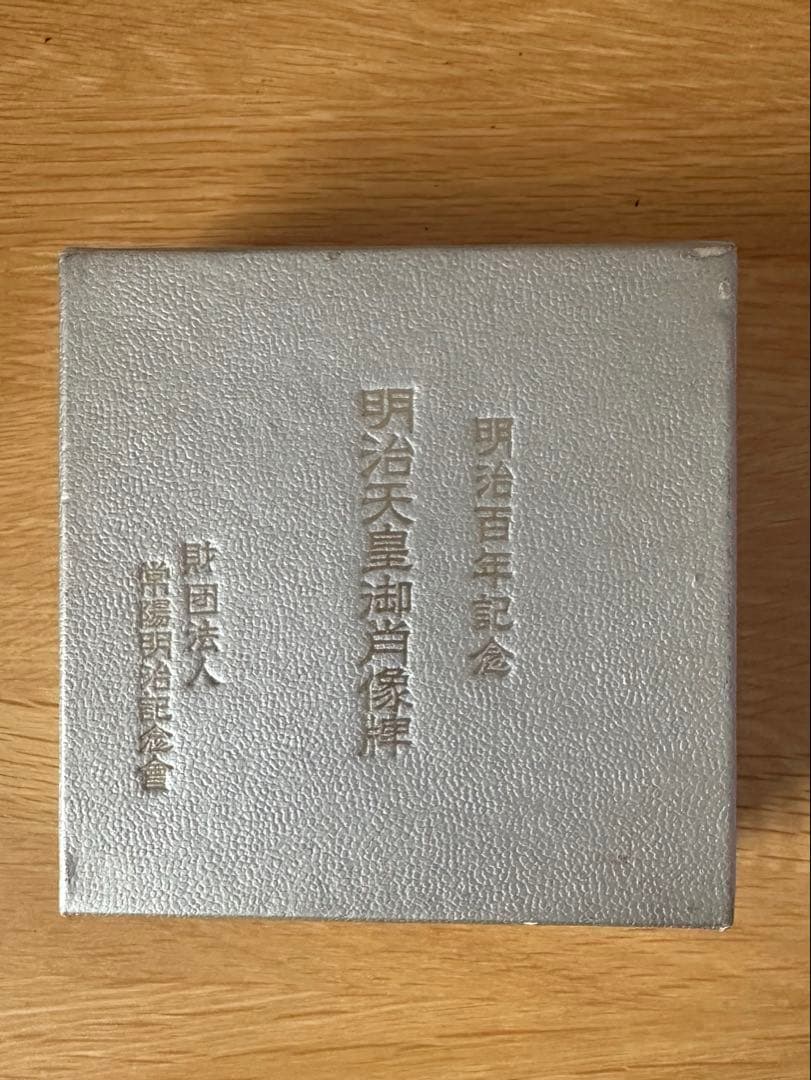 明治百年記念
明治天皇御肖像牌
財団法人
常陽明治記念會